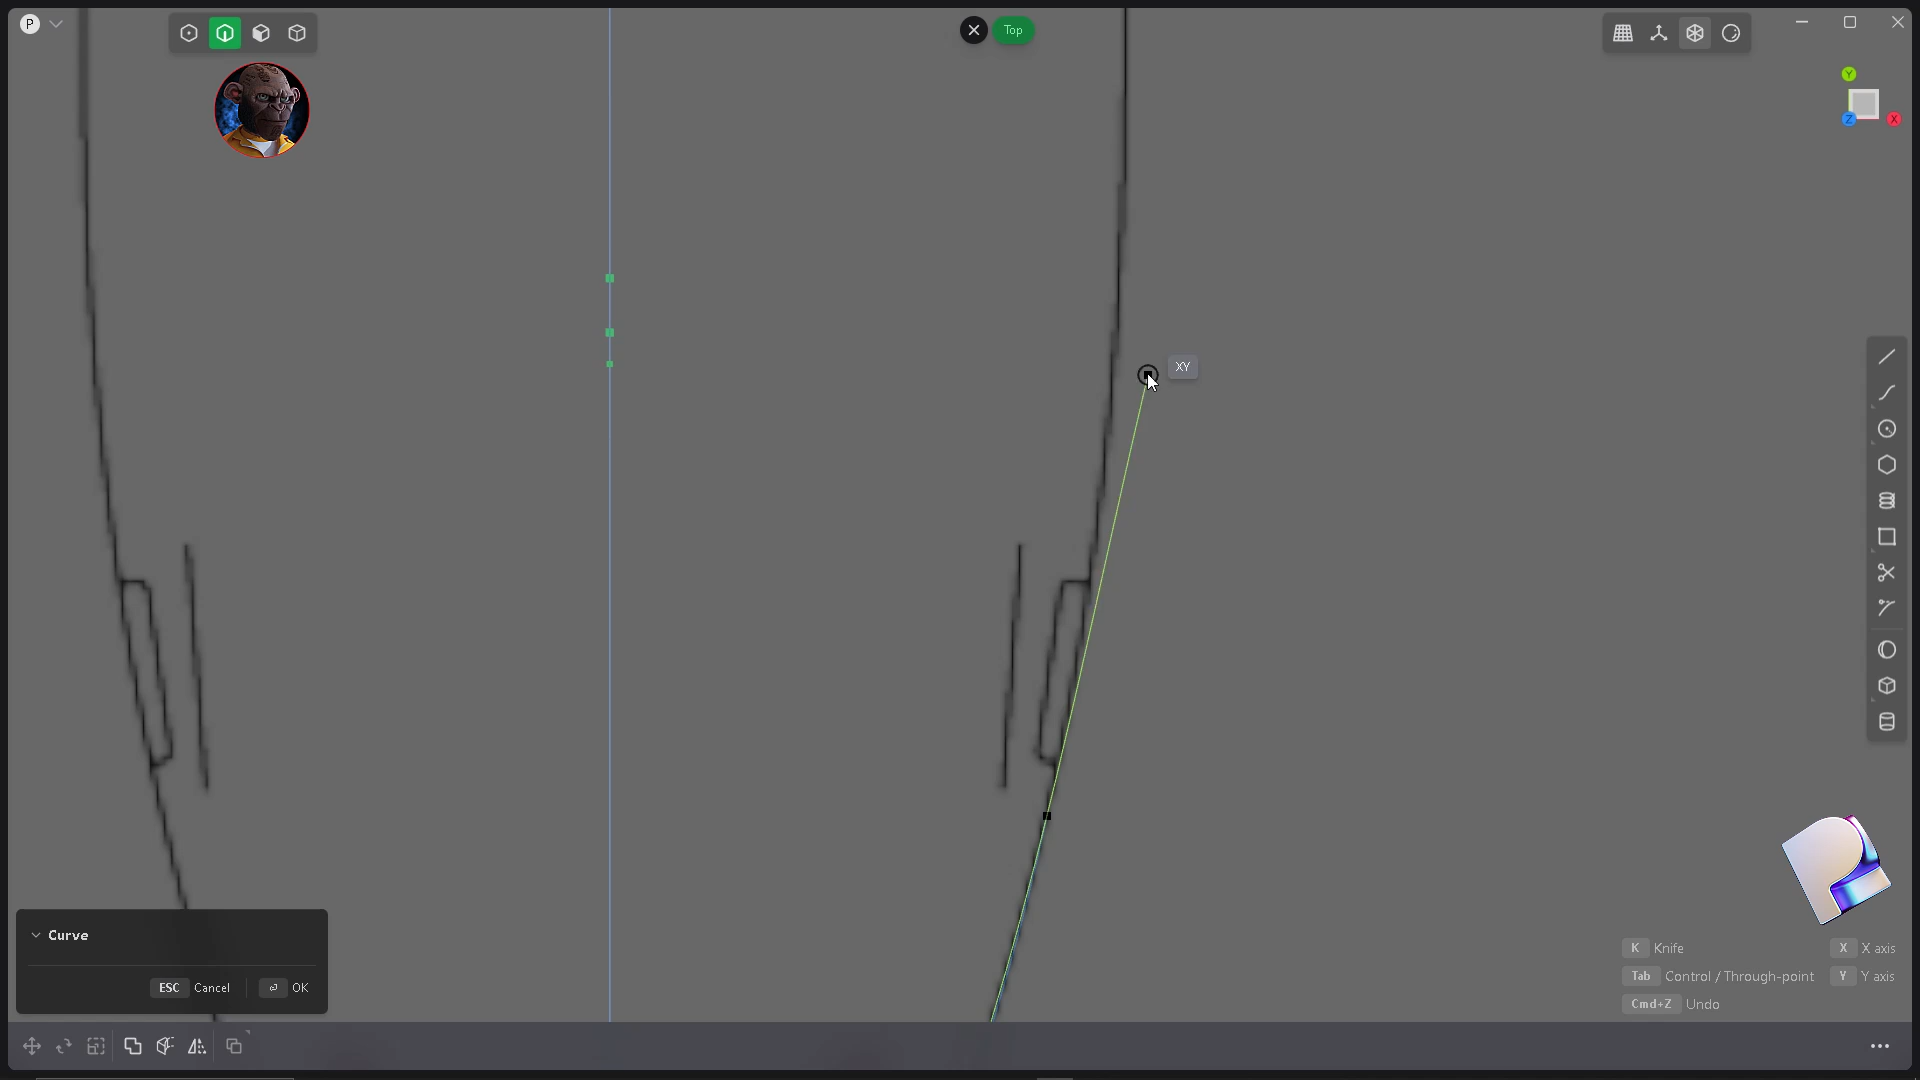 P
Top
Y
Z
X
XY
Curve
ESC Cancel
OK
K Knife
X X axis
Tab Control / Through-point
Y Y axis
Cmd+Z Undo